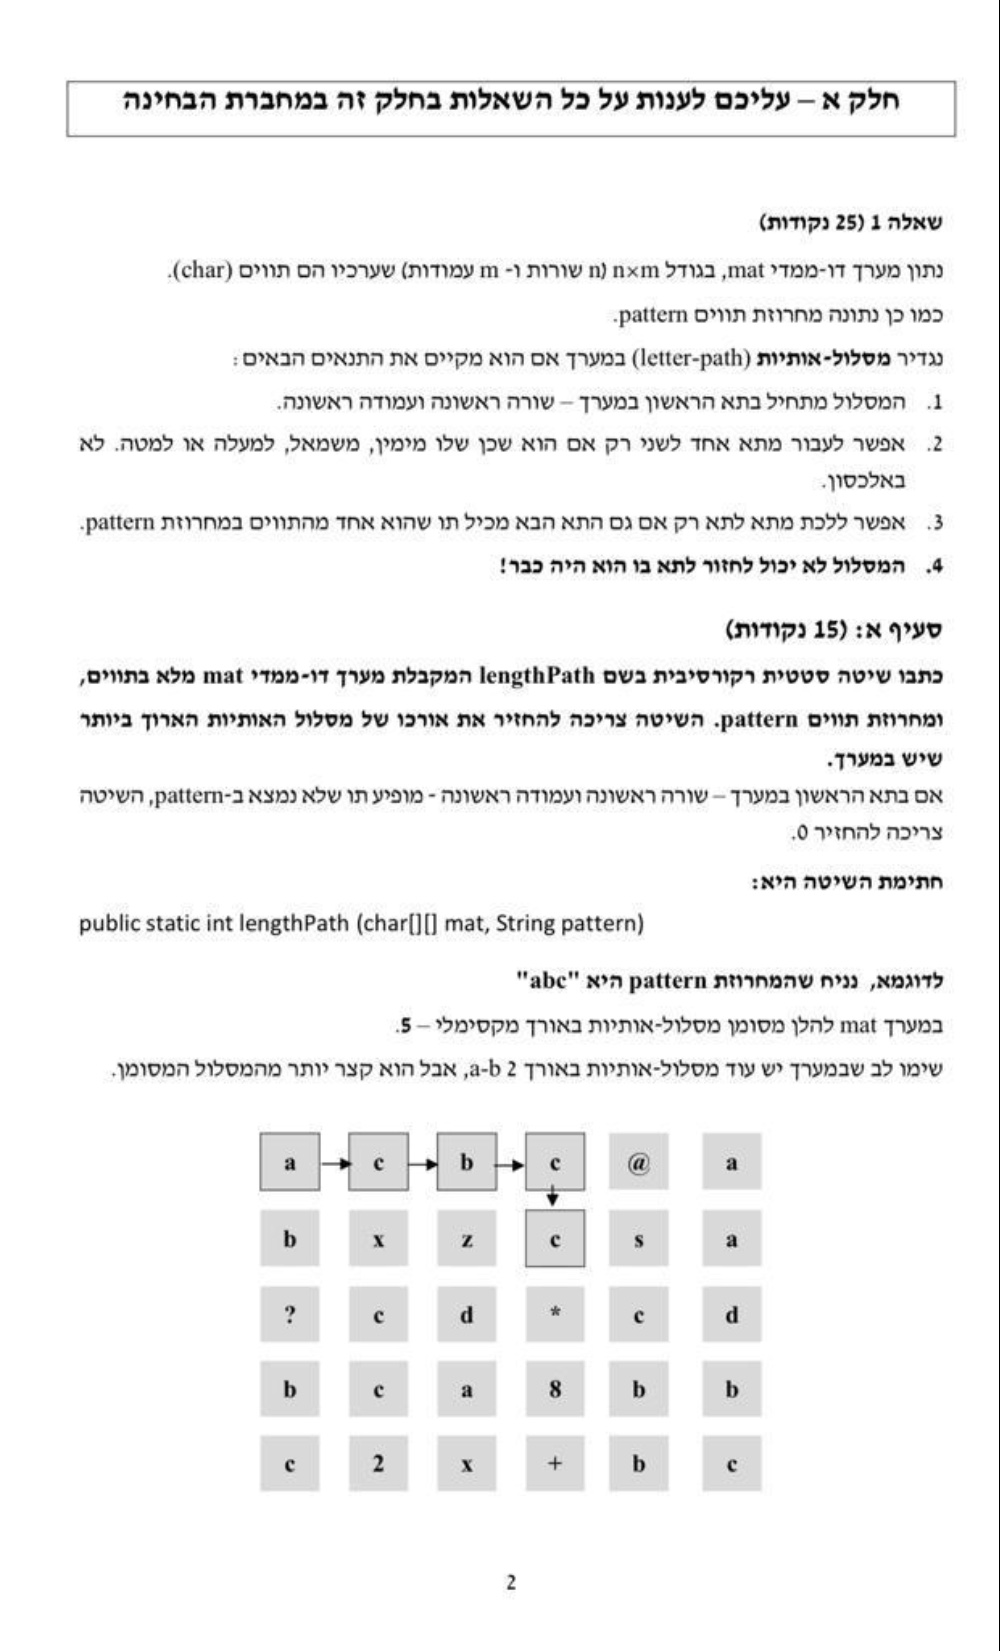 חלק א – עליכם לענות על כל השאלות בחלק זה במחברת הבחינה
שאלה 1 (25 נקודות)
נתון מערך דו-ממדי mat, בגודל n×m (n שורות ו- m עמודות) שערכיו הם תווים (char).
כמו כן נתונה מחרוזת תווים pattern.
נגדיר מסלול-אותיות (letter-path) במערך אם הוא מקיים את התנאים הבאים:
1. המסלול מתחיל בתא הראשון במערך – שורה ראשונה ועמודה ראשונה.
2. אפשר לעבור מתא אחד לשני רק אם הוא שכן שלו מימין, משמאל, למעלה או למטה. לא
באלכסון.
3. אפשר ללכת מתא לתא רק אם גם התא הבא מכיל תו שהוא אחד מהתווים במחרוזת pattern.
4. המסלול לא יכול לחזור לתא בו הוא היה כבר!
סעיף א: (15 נקודות)
כתבו שיטה סטטית רקורסיבית בשם lengthPath המקבלת מערך דו-ממדי mat מלא בתווים,
ומחרוזת תווים pattern. השיטה צריכה להחזיר את אורכו של מסלול האותיות הארוך ביותר
שיש במערך.
אם בתא הראשון במערך – שורה ראשונה ועמודה ראשונה - מופיע תו שלא נמצא ב-pattern, השיטה
צריכה להחזיר 0.
חתימת השיטה היא:
public static int lengthPath (char[][] mat, String pattern)
לדוגמא, נניח שהמחרוזת pattern היא "abc"
במערך mat להלן מסומן מסלול-אותיות באורך מקסימלי – 5.
שימו לב שבמערך יש עוד מסלול-אותיות באורך 2 a-b, אבל הוא קצר יותר מהמסלול המסומן.
a c b c @ a
b x z c s a
? c d * c d
b c a 8 b b
c 2 x + b c
2